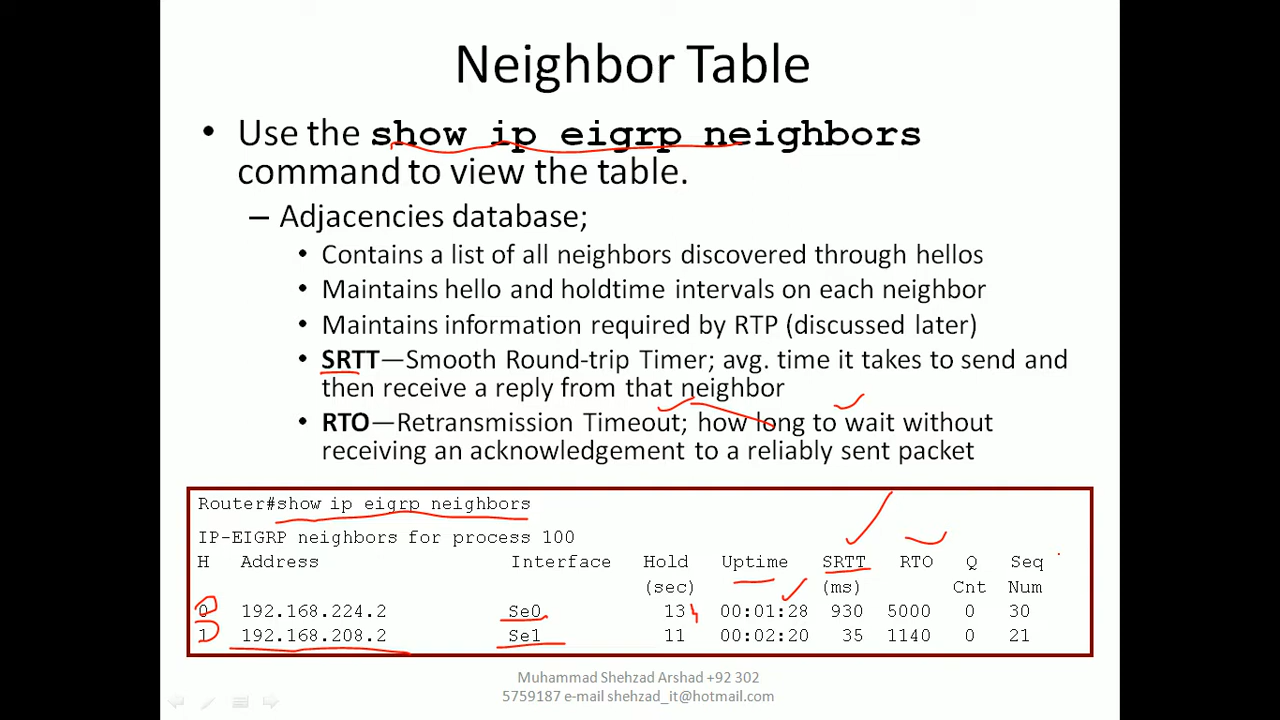 Neighbor Table
• Use the show ip eigrp neighbors
command to view the table.
– Adjacencies database;
• Contains a list of all neighbors discovered through hellos
• Maintains hello and holdtime intervals on each neighbor
• Maintains information required by RTP (discussed later)
• SRTT—Smooth Round-trip Timer; avg. time it takes to send and
then receive a reply from that neighbor
• RTO—Retransmission Timeout; how long to wait without
receiving an acknowledgement to a reliably sent packet
Router#show ip eigrp neighbors
IP-EIGRP neighbors for process 100
H Address Interface Hold Uptime SRTT RTO Q Seq
(sec) (ms) Cnt Num
0 192.168.224.2 Se0 13 00:01:28 930 5000 0 30
1 192.168.208.2 Se1 11 00:02:20 35 1140 0 21
Muhammad Shehzad Arshad +92 302
5759187 e-mail shehzad_it@hotmail.com